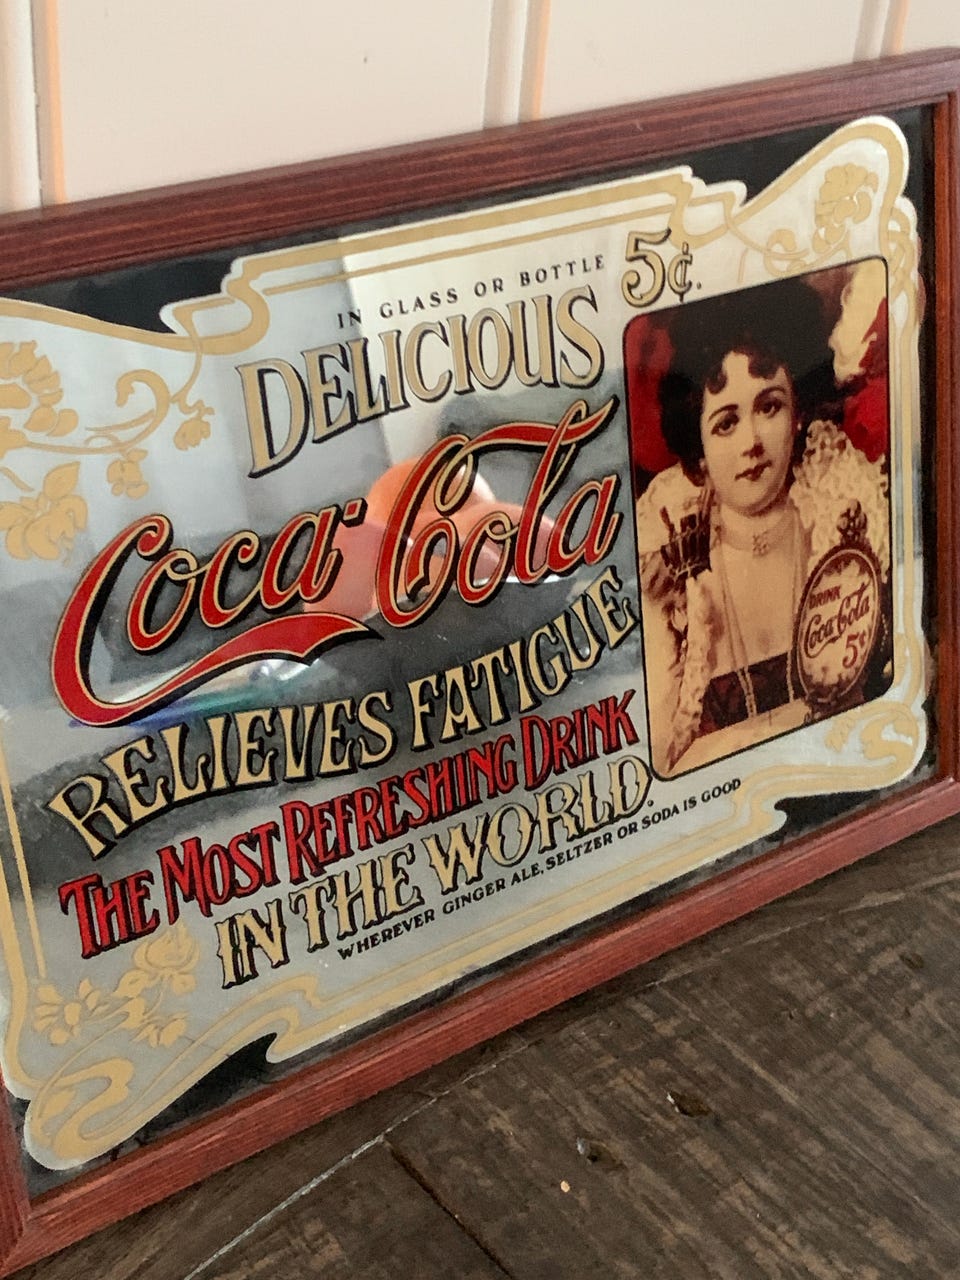 IN GLASS OR BOTTLE 5¢.
DELICIOUS
Coca-Cola
RELIEVES FATIGUE
THE MOST REFRESHING DRINK
IN THE WORLD.
WHEREVER GINGER ALE, SELTZER OR SODA IS GOOD
DRINK
Coca-Cola
5¢